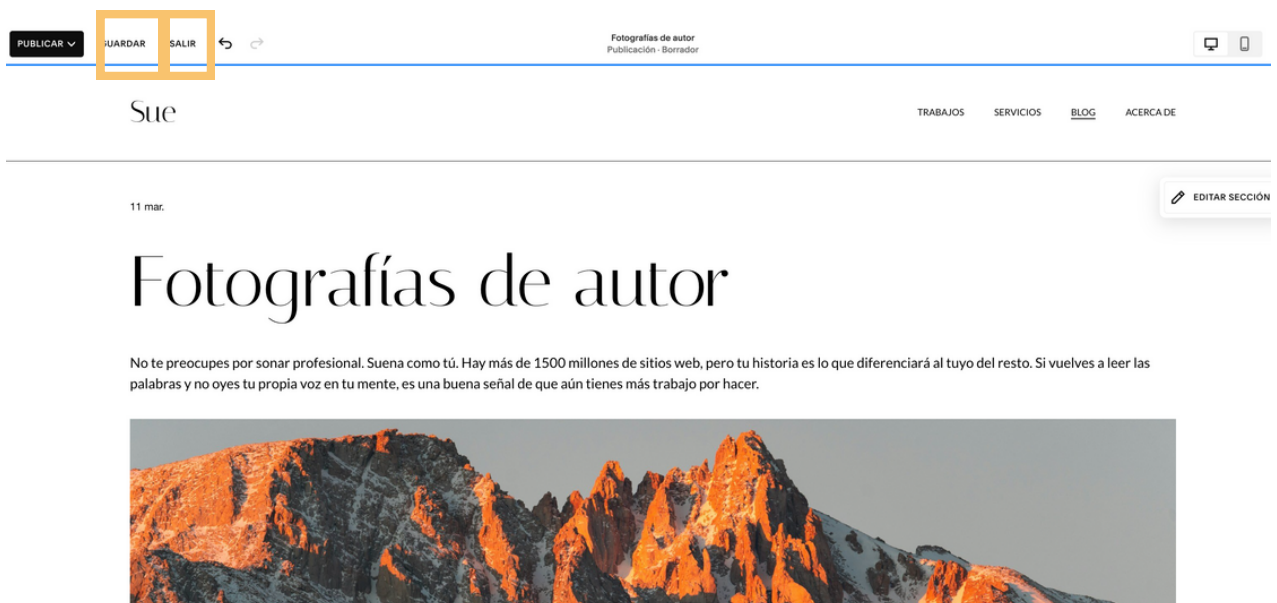 PUBLICAR GUARDAR SALIR
Fotografías de autor
Publicación · Borrador
Sue
TRABAJOS SERVICIOS BLOG ACERCA DE
11 mar.
EDITAR SECCIÓN
Fotografías de autor
No te preocupes por sonar profesional. Suena como tú. Hay más de 1500 millones de sitios web, pero tu historia es lo que diferenciará al tuyo del resto. Si vuelves a leer las
palabras y no oyes tu propia voz en tu mente, es una buena señal de que aún tienes más trabajo por hacer.